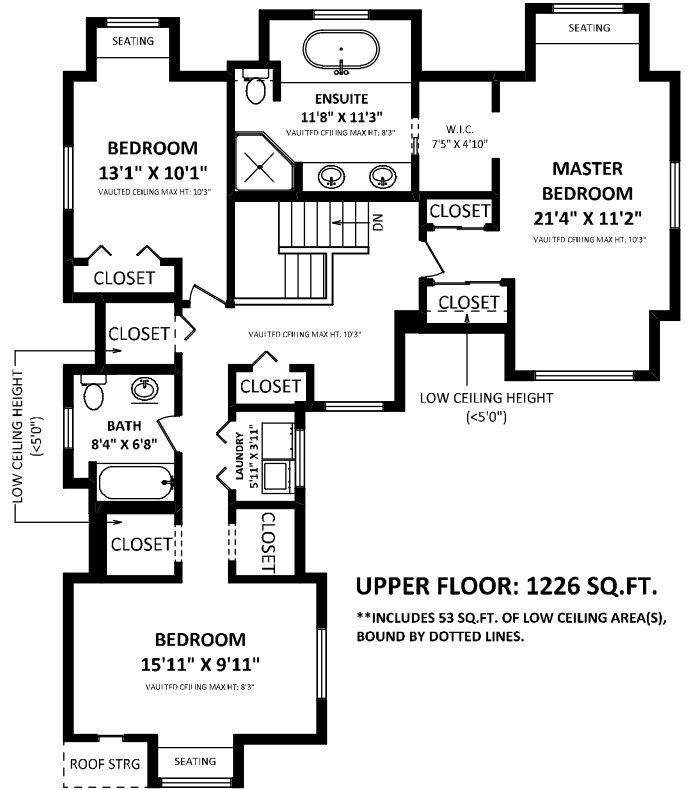 SEATING
SEATING
ENSUITE
11'8" X 11'3"
VAULTED CEILING MAX HT: 8'3"
W.I.C.
7'5" X 4'10"
BEDROOM
13'1" X 10'1"
VAULTED CEILING MAX HT: 10'3"
MASTER
BEDROOM
21'4" X 11'2"
VAULTED CEILING MAX HT: 10'3"
CLOSET
DN
CLOSET
CLOSET
CLOSET
VAULTED CEILING MAX HT: 10'3"
CLOSET
LOW CEILING HEIGHT
(<5'0")
LOW CEILING HEIGHT
(<5'0")
BATH
8'4" X 6'8"
LAUNDRY
5'11" X 3'11"
CLOSET
CLOSET
UPPER FLOOR: 1226 SQ.FT.
**INCLUDES 53 SQ.FT. OF LOW CEILING AREA(S),
BOUND BY DOTTED LINES.
BEDROOM
15'11" X 9'11"
VAULTED CEILING MAX HT: 8'3"
ROOF STRG
SEATING